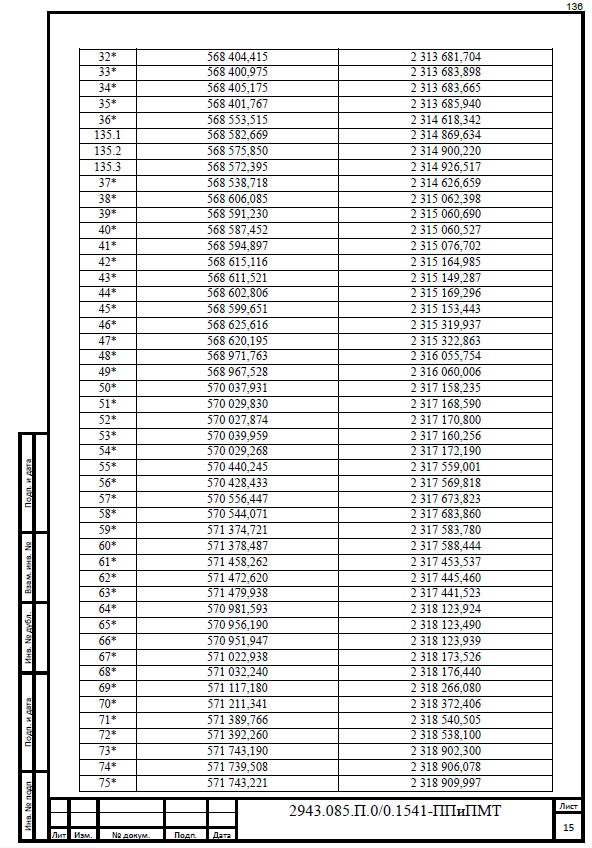 136
32* 568 404,415 2 313 681,704
33* 568 400,975 2 313 683,898
34* 568 405,175 2 313 683,665
35* 568 401,767 2 313 685,940
36* 568 553,515 2 314 618,342
135.1 568 582,669 2 314 869,634
135.2 568 575,850 2 314 900,220
135.3 568 572,395 2 314 926,517
37* 568 538,718 2 314 626,659
38* 568 606,085 2 315 062,398
39* 568 591,230 2 315 060,690
40* 568 587,452 2 315 060,527
41* 568 594,897 2 315 076,702
42* 568 615,116 2 315 164,985
43* 568 611,521 2 315 149,287
44* 568 602,806 2 315 169,296
45* 568 599,651 2 315 153,443
46* 568 625,616 2 315 319,937
47* 568 620,195 2 315 322,863
48* 568 971,763 2 316 055,754
49* 568 967,528 2 316 060,006
50* 570 037,931 2 317 158,235
51* 570 029,830 2 317 168,590
52* 570 027,874 2 317 170,800
53* 570 039,959 2 317 160,256
54* 570 029,268 2 317 172,190
55* 570 440,245 2 317 559,001
56* 570 428,433 2 317 569,818
57* 570 556,447 2 317 673,823
58* 570 544,071 2 317 683,860
59* 571 374,721 2 317 583,780
60* 571 378,487 2 317 588,444
61* 571 458,262 2 317 453,537
62* 571 472,620 2 317 445,460
63* 571 479,938 2 317 441,523
64* 570 981,593 2 318 123,924
65* 570 956,190 2 318 123,490
66* 570 951,947 2 318 123,939
67* 571 022,938 2 318 173,526
68* 571 032,240 2 318 176,440
69* 571 117,180 2 318 266,080
70* 571 211,341 2 318 372,406
71* 571 389,766 2 318 540,505
72* 571 392,260 2 318 538,100
73* 571 743,190 2 318 902,300
74* 571 739,508 2 318 906,078
75* 571 743,221 2 318 909,997
Подп. и дата
Взам. инв. №
Инв. № дубл.
Подп. и дата
Инв. № подп
Лит Изм. № докум. Подп. Дата
2943.085.П.0/0.1541-ППиПМТ
Лист
15